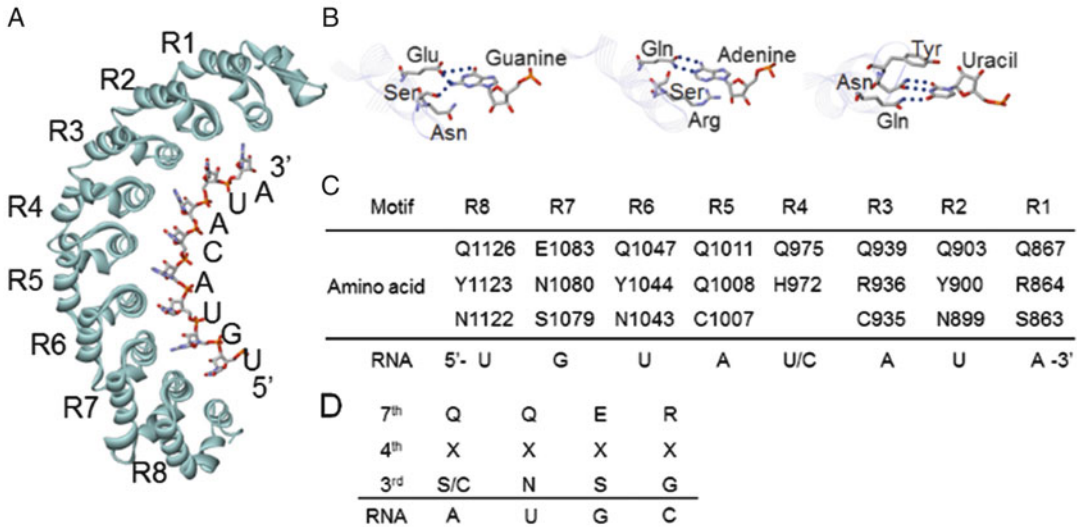 A
R1
R2
R3
R4
R5
R6
R7
R8
3’
A
U
A
C
A
U
G
U
5’
B
Glu
Guanine
Ser
Asn
Gln
Adenine
Ser
Arg
Tyr
Uracil
Asn
Gln
C
Motif R8 R7 R6 R5 R4 R3 R2 R1
Q1126 E1083 Q1047 Q1011 Q975 Q939 Q903 Q867
Amino acid Y1123 N1080 Y1044 Q1008 H972 R936 Y900 R864
N1122 S1079 N1043 C1007 C935 N899 S863
RNA 5’- U G U A U/C A U A -3’
D
7th Q Q E R
4th X X X X
3rd S/C N S G
RNA A U G C